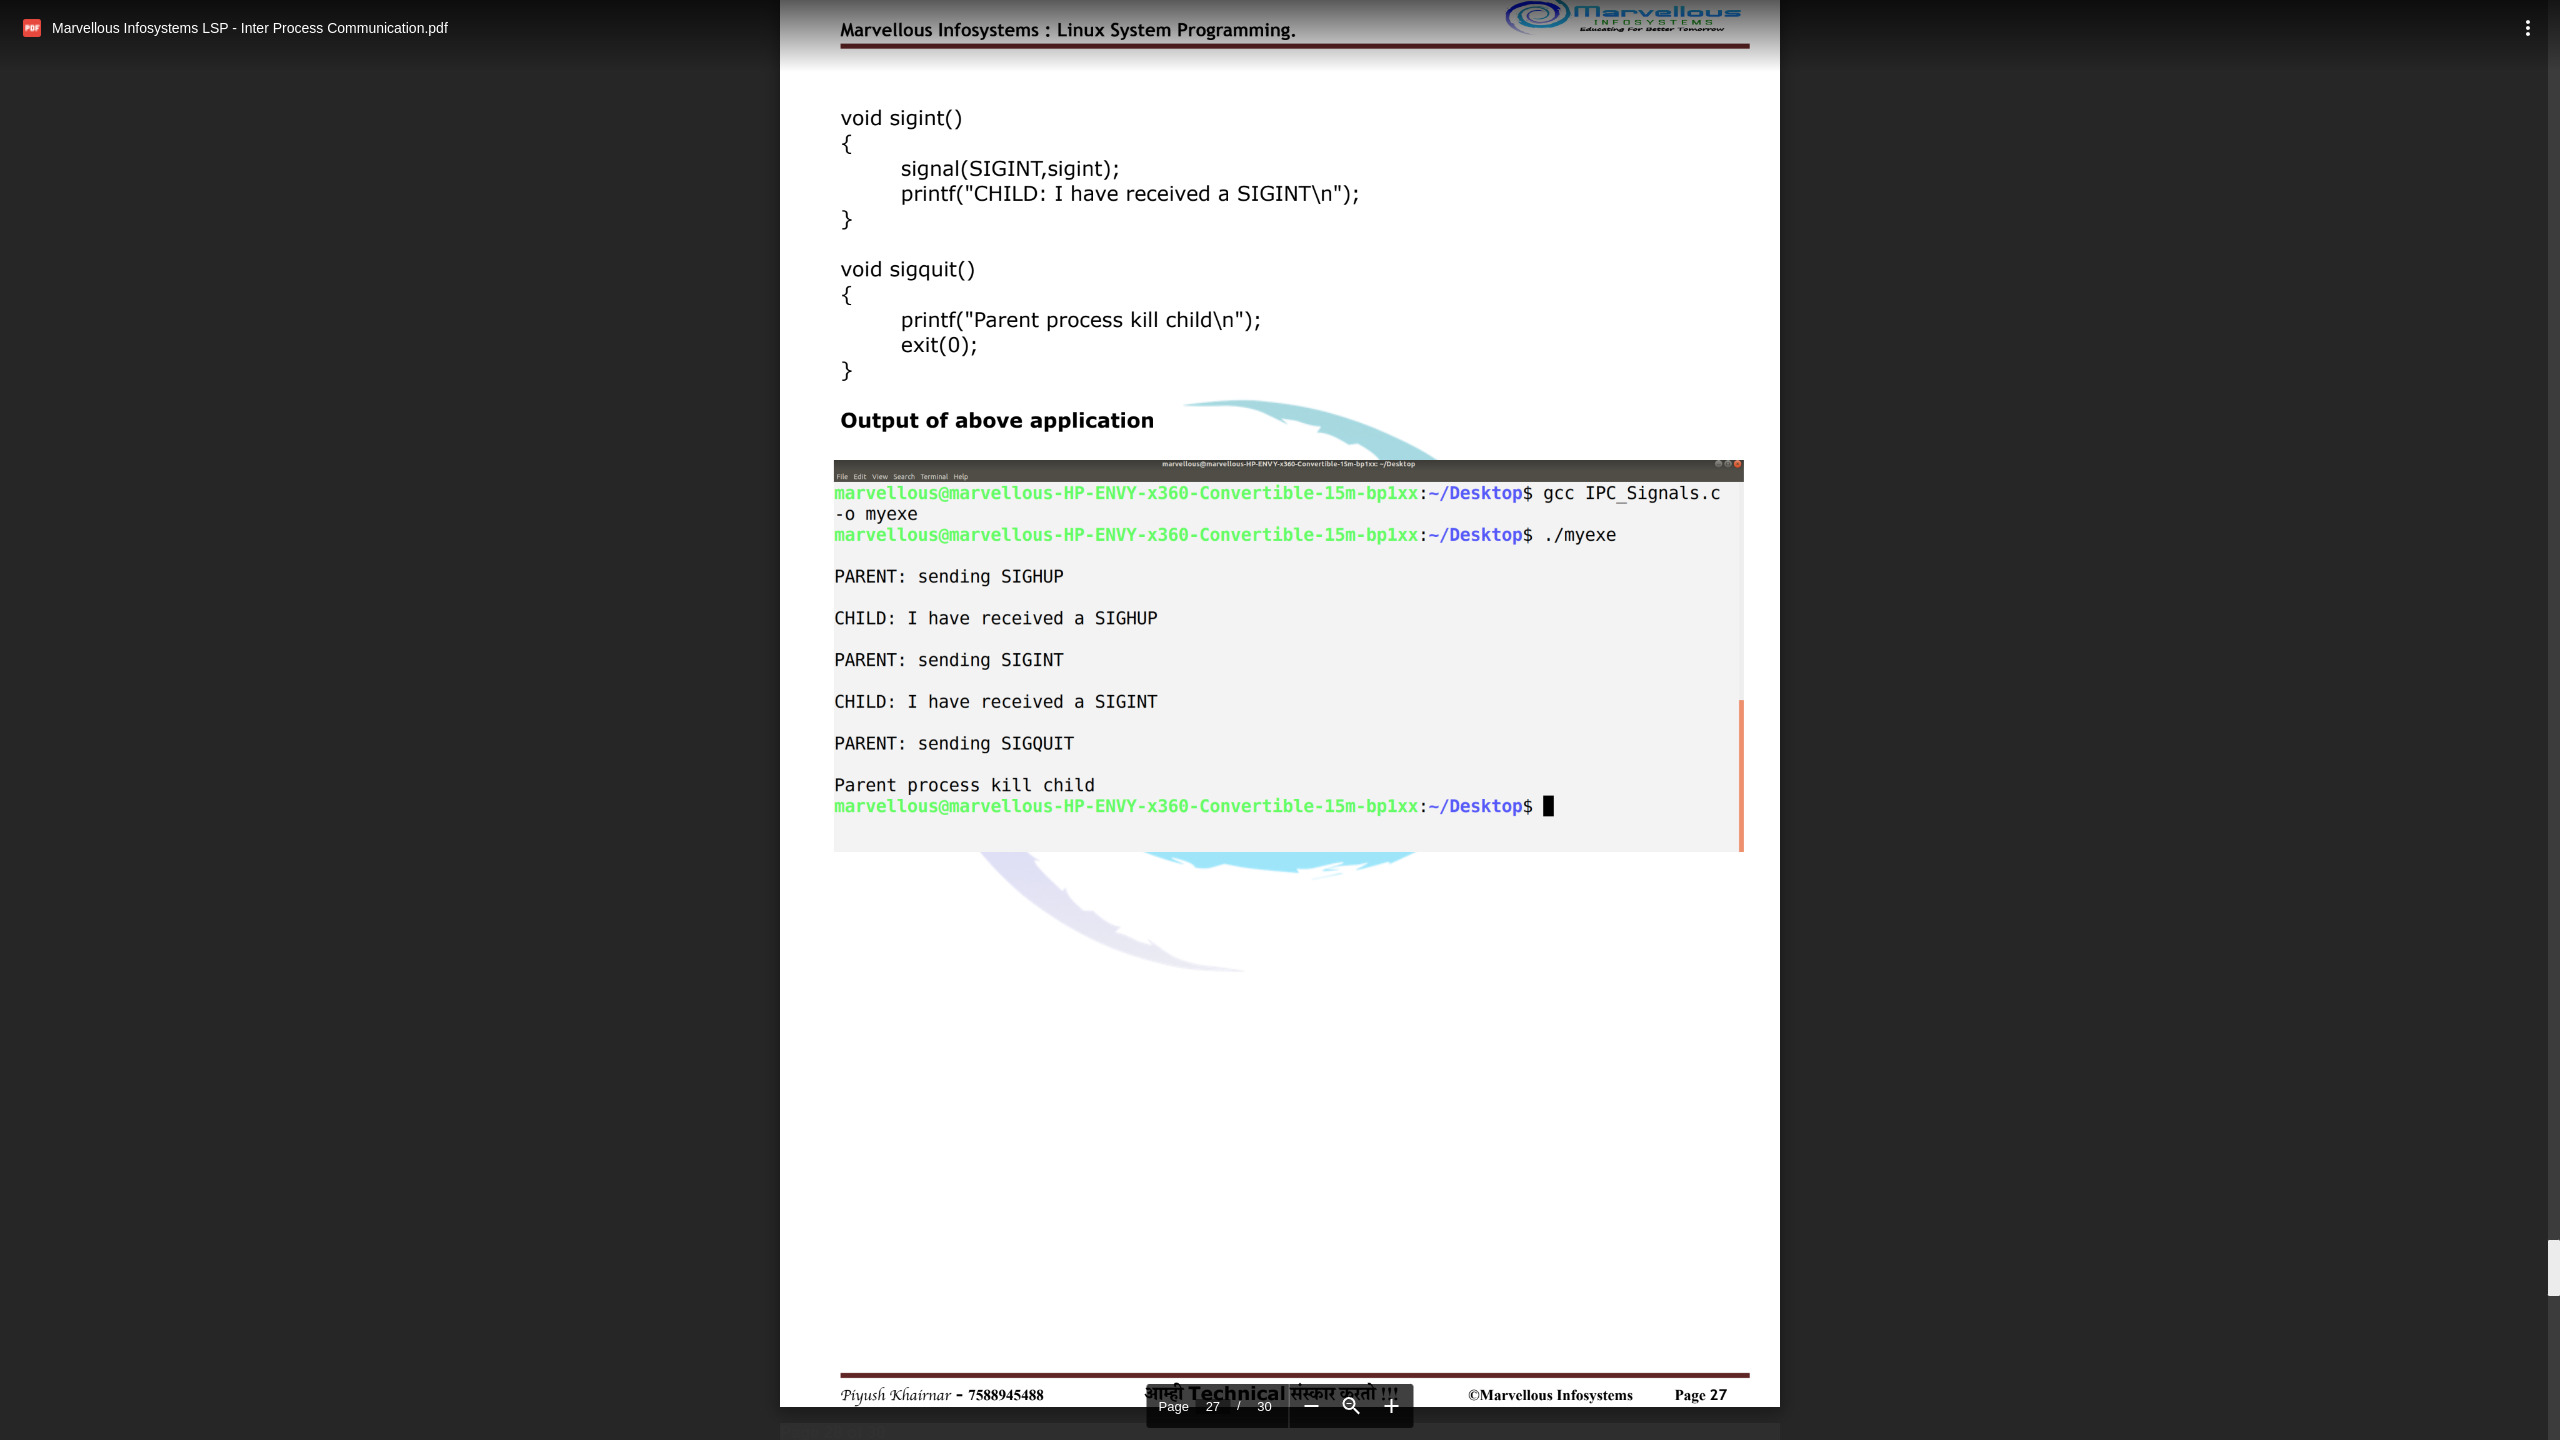 Marvellous Infosystems LSP - Inter Process Communication.pdf
Marvellous Infosystems : Linux System Programming.
Marvellous
INFOSYSTEMS
Educating For Better Tomorrow
void sigint()
{
signal(SIGINT,sigint);
printf("CHILD: I have received a SIGINT\n");
}
void sigquit()
{
printf("Parent process kill child\n");
exit(0);
}
Output of above application
marvellous@marvellous-HP-ENVY-x360-Convertible-15m-bp1xx: ~/Desktop
File Edit View Search Terminal Help
marvellous@marvellous-HP-ENVY-x360-Convertible-15m-bp1xx:~/Desktop$ gcc IPC_Signals.c
-o myexe
marvellous@marvellous-HP-ENVY-x360-Convertible-15m-bp1xx:~/Desktop$ ./myexe
PARENT: sending SIGHUP
CHILD: I have received a SIGHUP
PARENT: sending SIGINT
CHILD: I have received a SIGINT
PARENT: sending SIGQUIT
Parent process kill child
marvellous@marvellous-HP-ENVY-x360-Convertible-15m-bp1xx:~/Desktop$
Piyush Khairnar - 7588945488 आम्ही Technical संस्कार करतो !!! ©Marvellous Infosystems Page 27
Page 27 / 30